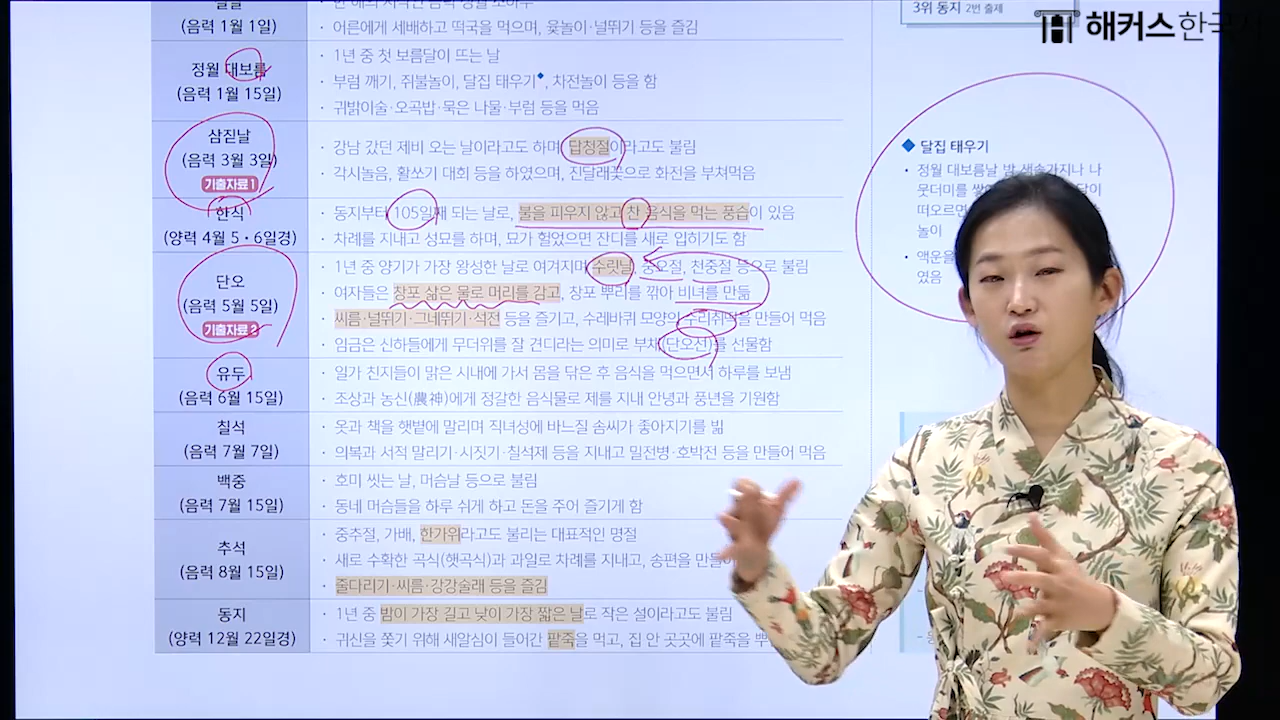 (음력 1월 1일)
· 어른에게 세배하고 떡국을 먹으며, 윷놀이·널뛰기 등을 즐김
3위 동지 2번 출제
해커스한국사
정월 대보름
(음력 1월 15일)
· 1년 중 첫 보름달이 뜨는 날
· 부럼 깨기, 쥐불놀이, 달집 태우기◆, 차전놀이 등을 함
· 귀밝이술·오곡밥·묵은 나물·부럼 등을 먹음
삼짇날
(음력 3월 3일)
기출자료1
· 강남 갔던 제비 오는 날이라고도 하며, 답청절이라고도 불림
· 각시놀음, 활쏘기 대회 등을 하였으며, 진달래꽃으로 화전을 부쳐먹음
한식
(양력 4월 5·6일경)
· 동지부터 105일째 되는 날로, 불을 피우지 않고 찬 음식을 먹는 풍습이 있음
· 차례를 지내고 성묘를 하며, 묘가 헐었으면 잔디를 새로 입히기도 함
단오
(음력 5월 5일)
기출자료2
· 1년 중 양기가 가장 왕성한 날로 여겨지며 수릿날, 중오절, 천중절 등으로 불림
· 여자들은 창포 삶은 물로 머리를 감고, 창포 뿌리를 깎아 비녀를 만듦
· 씨름·널뛰기·그네뛰기·석전 등을 즐기고, 수레바퀴 모양의 수리취떡을 만들어 먹음
· 임금은 신하들에게 무더위를 잘 견디라는 의미로 부채(단오선)를 선물함
유두
(음력 6월 15일)
· 일가 친지들이 맑은 시내에 가서 몸을 닦은 후 음식을 먹으면서 하루를 보냄
· 조상과 농신(農神)에게 정갈한 음식물로 제를 지내 안녕과 풍년을 기원함
칠석
(음력 7월 7일)
· 옷과 책을 햇볕에 말리며 직녀성에 바느질 솜씨가 좋아지기를 빎
· 의복과 서적 말리기·시짓기·칠석제 등을 지내고 밀전병·호박전 등을 만들어 먹음
백중
(음력 7월 15일)
· 호미 씻는 날, 머슴날 등으로 불림
· 동네 머슴들을 하루 쉬게 하고 돈을 주어 즐기게 함
추석
(음력 8월 15일)
· 중추절, 가배, 한가위라고도 불리는 대표적인 명절
· 새로 수확한 곡식(햇곡식)과 과일로 차례를 지내고, 송편을 만들
· 줄다리기·씨름·강강술래 등을 즐김
동지
(양력 12월 22일경)
· 1년 중 밤이 가장 길고 낮이 가장 짧은 날로 작은 설이라고도 불림
· 귀신을 쫓기 위해 새알심이 들어간 팥죽을 먹고, 집 안 곳곳에 팥죽을
◆ 달집 태우기
· 정월 대보름날 밤 생솔가지나 나
뭇더미를
떠오르면
놀이
· 액운을
였음